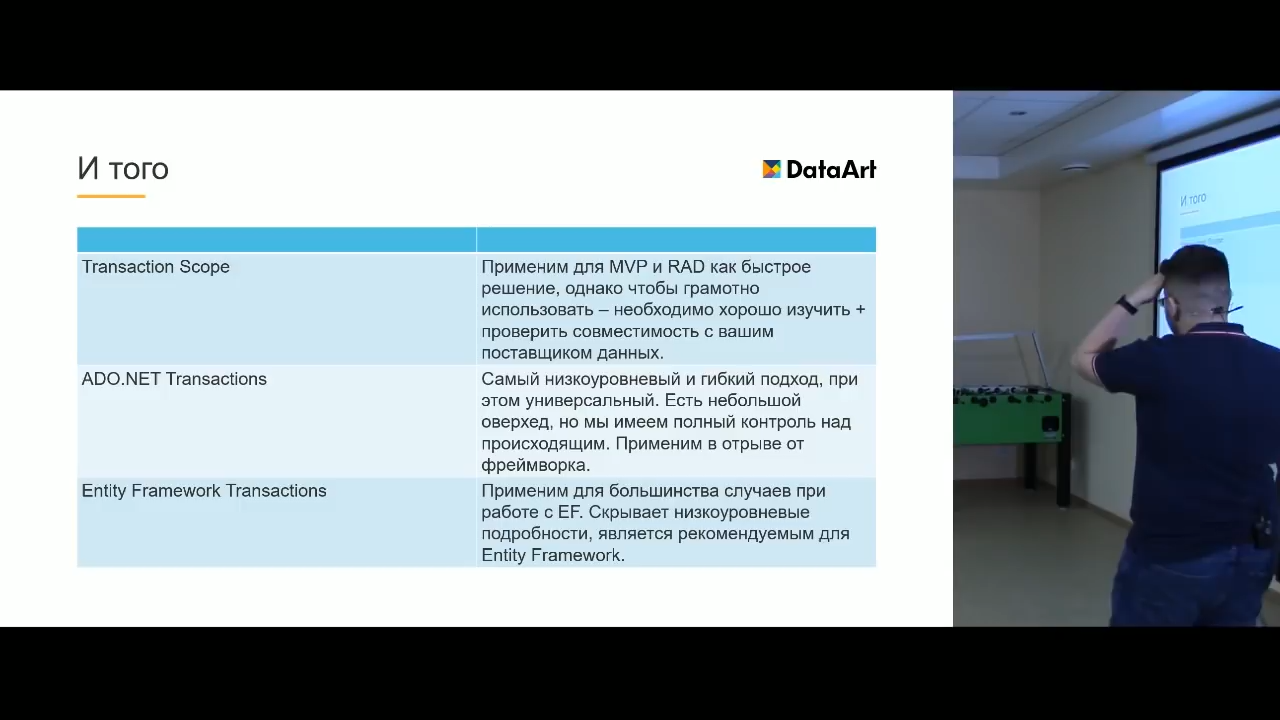 И того
DataArt
Transaction Scope
Применим для MVP и RAD как быстрое
решение, однако чтобы грамотно
использовать – необходимо хорошо изучить +
проверить совместимость с вашим
поставщиком данных.
ADO.NET Transactions
Самый низкоуровневый и гибкий подход, при
этом универсальный. Есть небольшой
оверхед, но мы имеем полный контроль над
происходящим. Применим в отрыве от
фреймворка.
Entity Framework Transactions
Применим для большинства случаев при
работе с EF. Скрывает низкоуровневые
подробности, является рекомендуемым для
Entity Framework.
И того